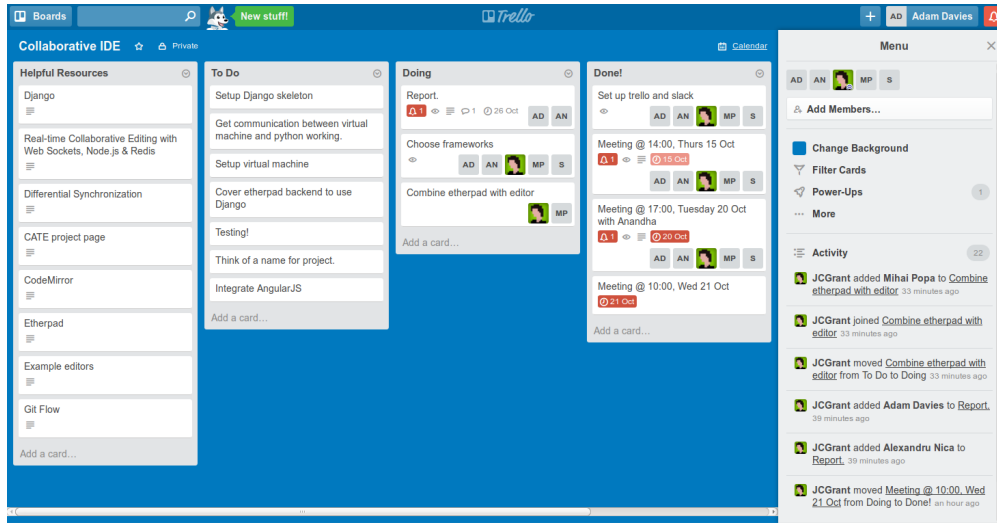 Boards
New stuff!
Trello
+
AD Adam Davies
Collaborative IDE
Private
Calendar
Helpful Resources
Django
Real-time Collaborative Editing with
Web Sockets, Node.js & Redis
Differential Synchronization
CATE project page
CodeMirror
Etherpad
Example editors
Git Flow
Add a card...
To Do
Setup Django skeleton
Get communication between virtual
machine and python working.
Setup virtual machine
Cover etherpad backend to use
Django
Testing!
Think of a name for project.
Integrate AngularJS
Add a card...
Doing
Report.
1 1 26 Oct
AD AN
Choose frameworks
AD AN MP S
Combine etherpad with editor
MP
Add a card...
Done!
Set up trello and slack
AD AN MP S
Meeting @ 14:00, Thurs 15 Oct
1 15 Oct
AD AN MP S
Meeting @ 17:00, Tuesday 20 Oct
with Anandha
1 20 Oct
AD AN MP S
Meeting @ 10:00, Wed 21 Oct
21 Oct
Add a card...
Menu
AD AN MP S
Add Members...
Change Background
Filter Cards
Power-Ups 1
More
Activity 22
JCGrant added Mihai Popa to Combine
etherpad with editor 33 minutes ago
JCGrant joined Combine etherpad with
editor 33 minutes ago
JCGrant moved Combine etherpad with
editor from To Do to Doing 33 minutes ago
JCGrant added Adam Davies to Report.
39 minutes ago
JCGrant added Alexandru Nica to
Report. 39 minutes ago
JCGrant moved Meeting @ 10:00, Wed
21 Oct from Doing to Done! an hour ago